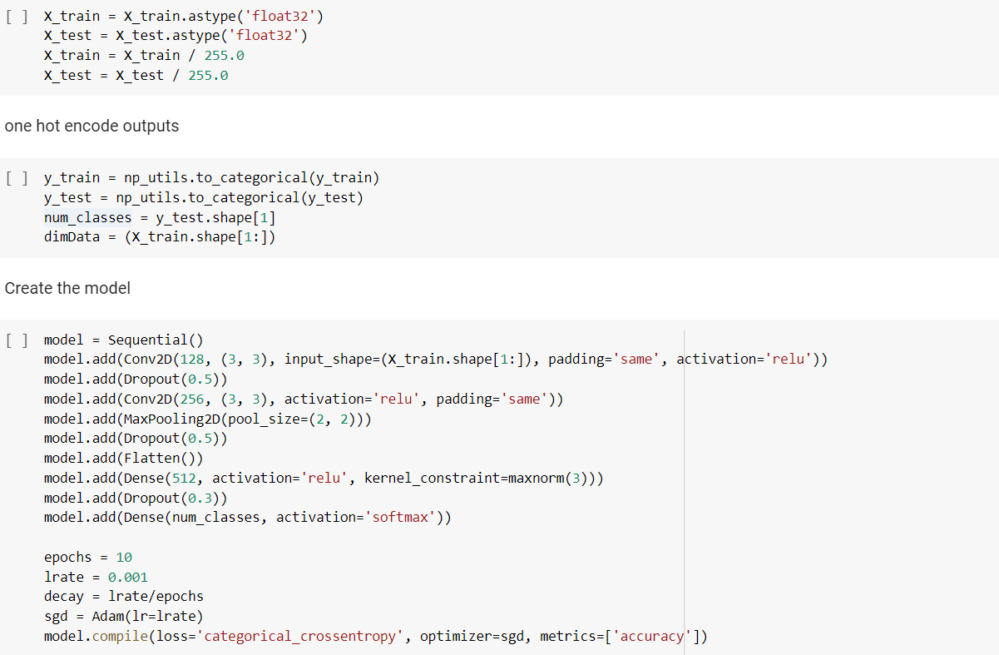 [ ] X_train = X_train.astype('float32')
X_test = X_test.astype('float32')
X_train = X_train / 255.0
X_test = X_test / 255.0
one hot encode outputs
[ ] y_train = np_utils.to_categorical(y_train)
y_test = np_utils.to_categorical(y_test)
num_classes = y_test.shape[1]
dimData = (X_train.shape[1:])
Create the model
[ ] model = Sequential()
model.add(Conv2D(128, (3, 3), input_shape=(X_train.shape[1:]), padding='same', activation='relu'))
model.add(Dropout(0.5))
model.add(Conv2D(256, (3, 3), activation='relu', padding='same'))
model.add(MaxPooling2D(pool_size=(2, 2)))
model.add(Dropout(0.5))
model.add(Flatten())
model.add(Dense(512, activation='relu', kernel_constraint=maxnorm(3)))
model.add(Dropout(0.3))
model.add(Dense(num_classes, activation='softmax'))
epochs = 10
lrate = 0.001
decay = lrate/epochs
sgd = Adam(lr=lrate)
model.compile(loss='categorical_crossentropy', optimizer=sgd, metrics=['accuracy'])